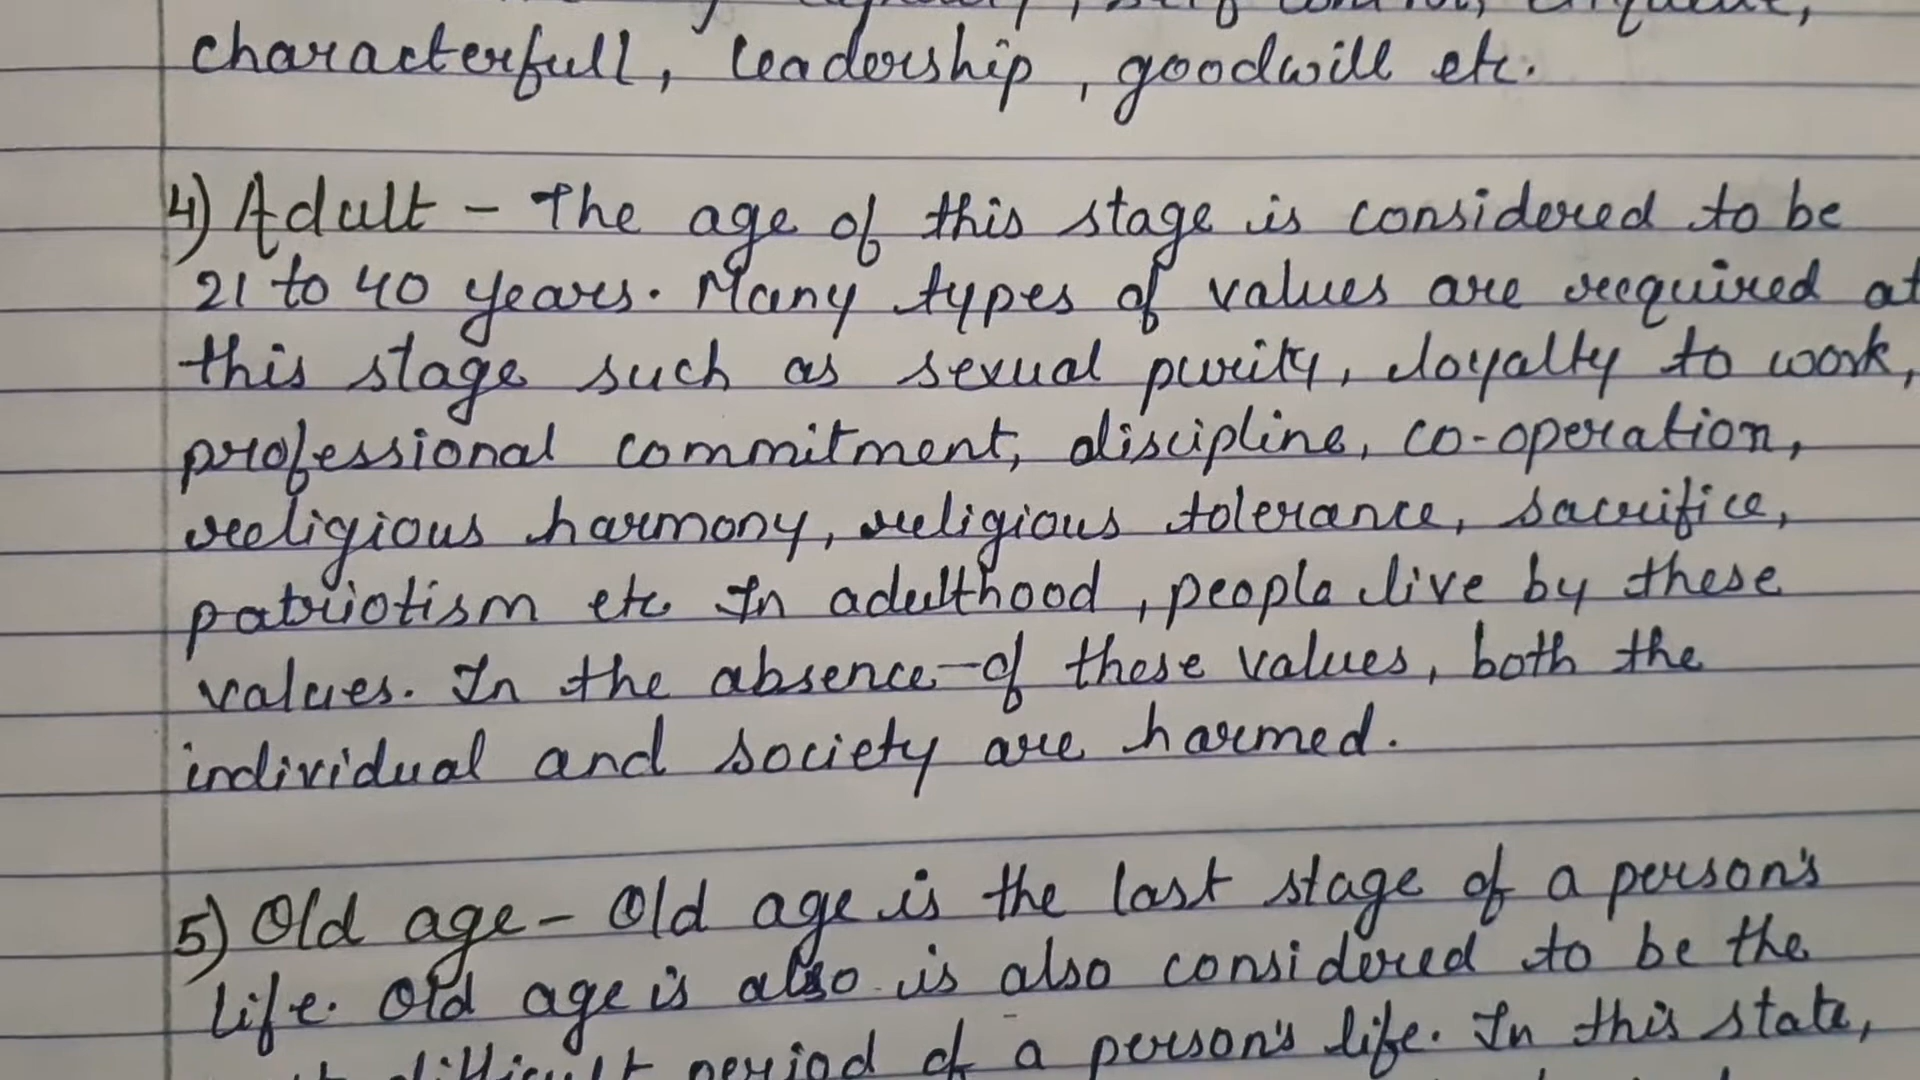 self control,
characterfull, leadership, goodwill etc.
4) Adult - The age of this stage is considered to be
21 to 40 years. Many types of values are required at
this stage such as sexual purity, loyalty to work,
professional commitment, discipline, co-operation,
religious harmony, religious tolerance, sacrifice,
patriotism etc In adulthood, people live by these
values. In the absence of these values, both the
individual and society are harmed.
5) Old age - Old age is the last stage of a person's
life. Old age is also is also considered to be the
difficult period of a person's life. In this state,